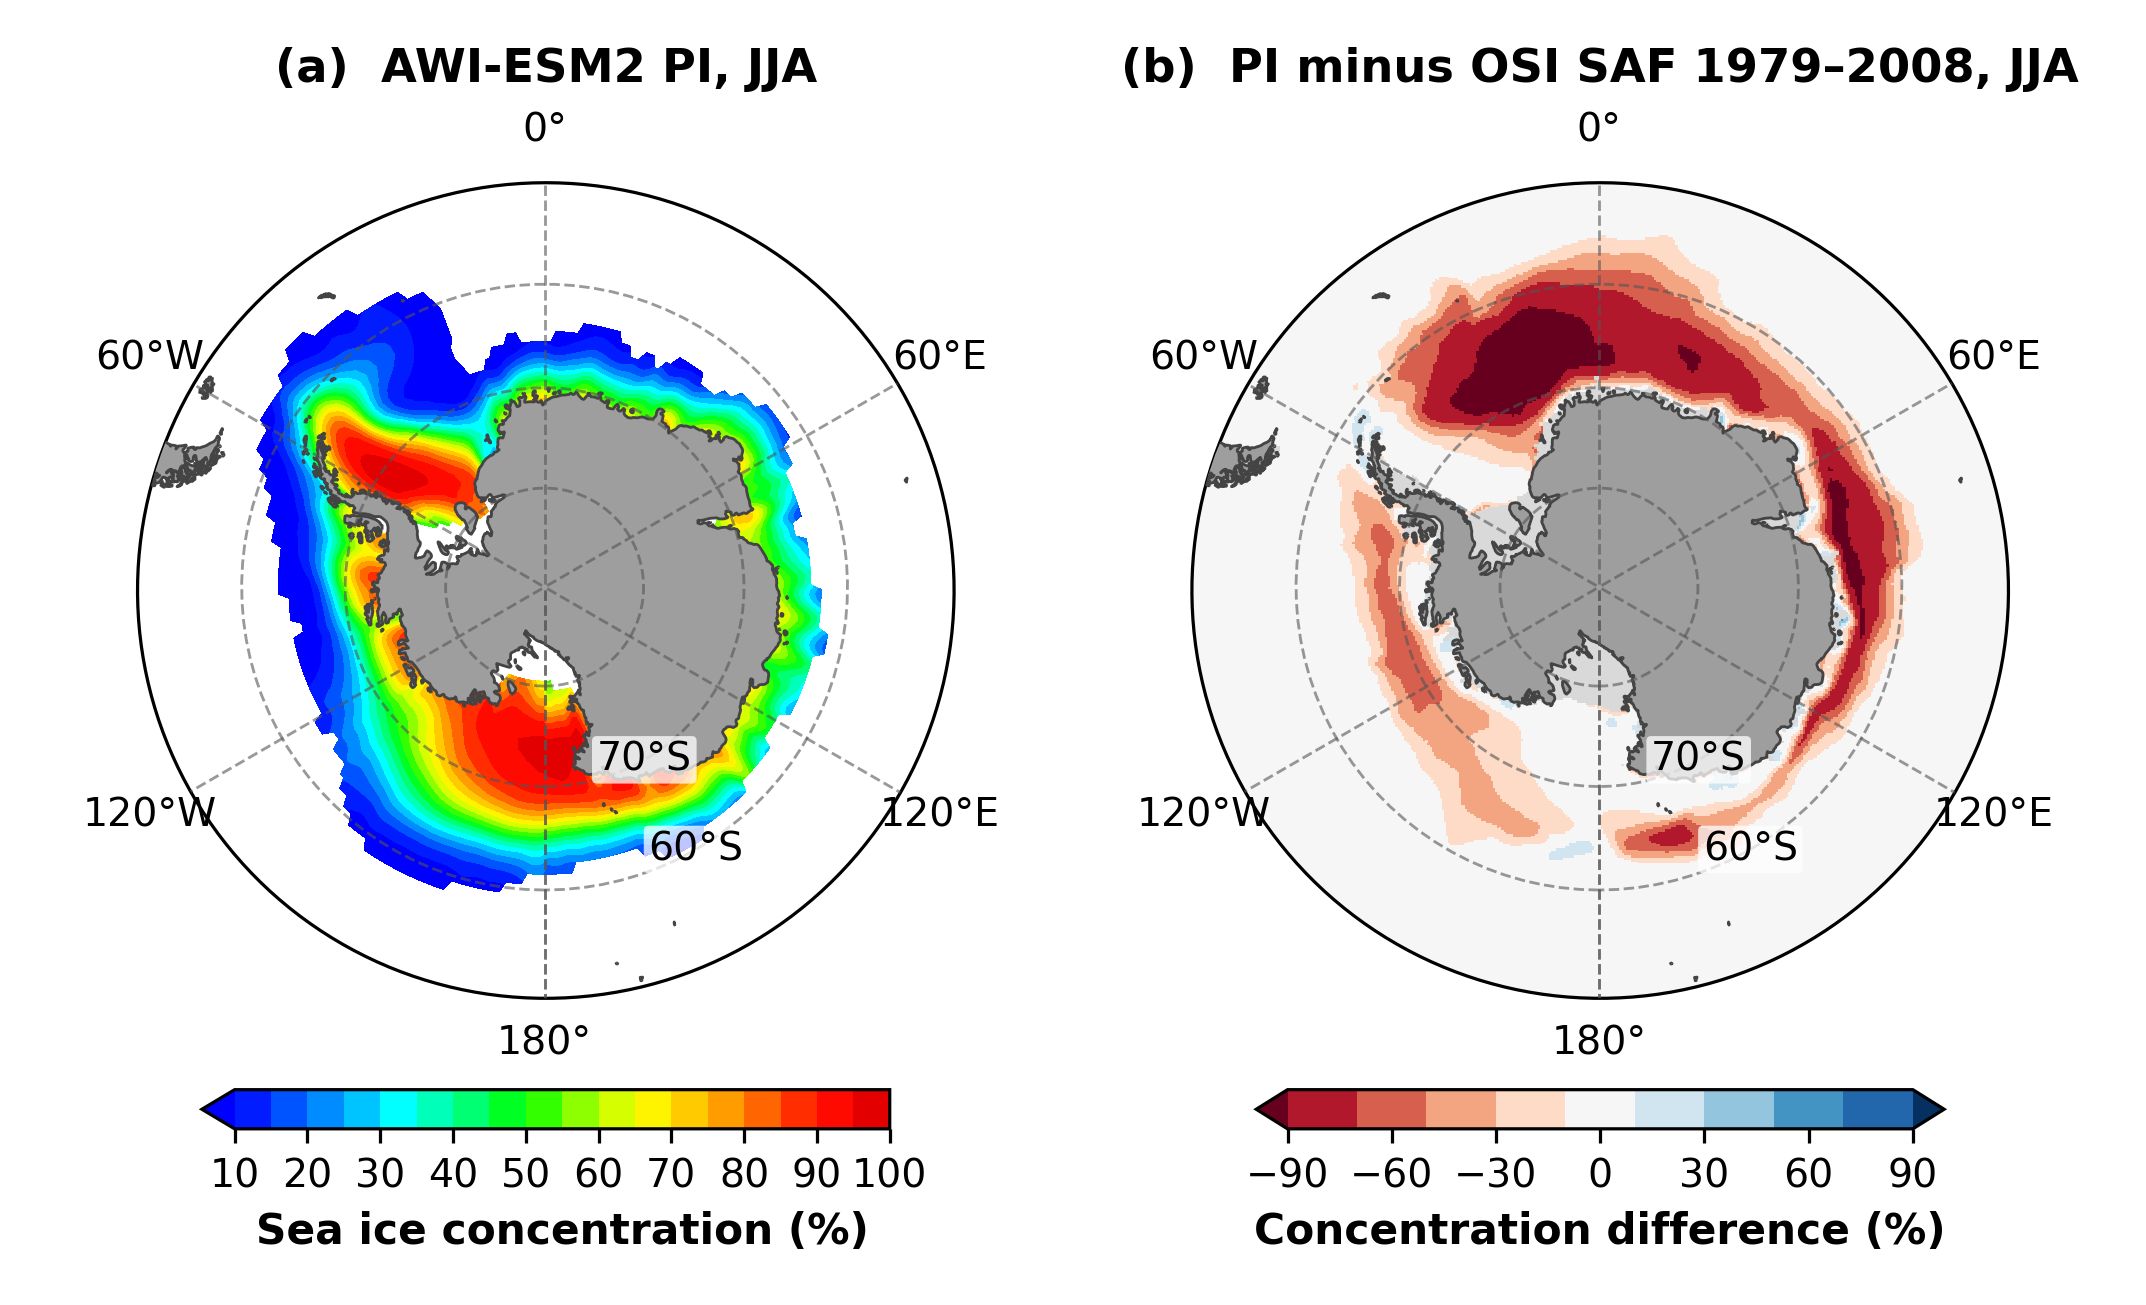 (a)  AWI-ESM2 PI, JJA
0°
60°W
60°E
70°S
60°S
120°W
120°E
180°
10 20 30 40 50 60 70 80 90 100
Sea ice concentration (%)
(b)  PI minus OSI SAF 1979–2008, JJA
0°
60°W
60°E
70°S
60°S
120°W
120°E
180°
−90 −60 −30 0 30 60 90
Concentration difference (%)